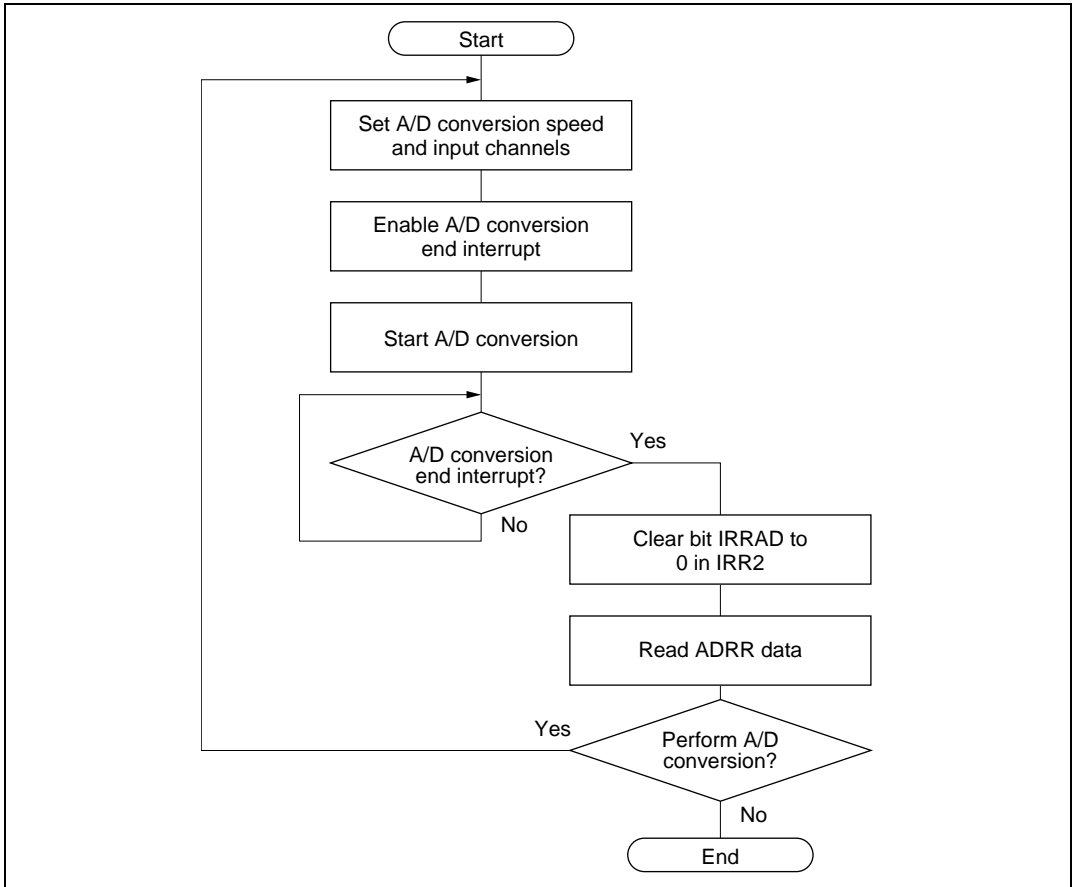 Start
Set A/D conversion speed
and input channels
Enable A/D conversion
end interrupt
Start A/D conversion
A/D conversion
end interrupt?
Yes
No
Clear bit IRRAD to
0 in IRR2
Read ADRR data
Perform A/D
conversion?
Yes
No
End